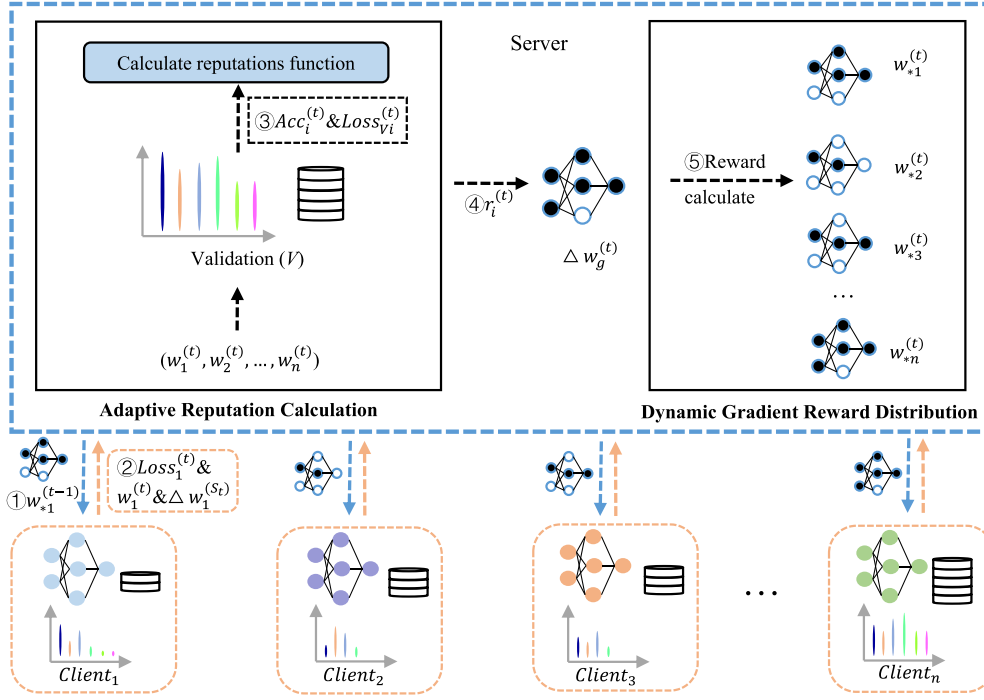 Server
Calculate reputations function
③Acc_i^(t)&Loss_Vi^(t)
Validation (V)
(w_1^(t), w_2^(t), ..., w_n^(t))
Adaptive Reputation Calculation
④r_i^(t)
△ w_g^(t)
⑤Reward
calculate
w_*1^(t)
w_*2^(t)
w_*3^(t)
...
w_*n^(t)
Dynamic Gradient Reward Distribution
①w_*1^(t-1)
②Loss_1^(t)&
w_1^(t)&△ w_1^(S_t)
...
Client_1
Client_2
Client_3
Client_n